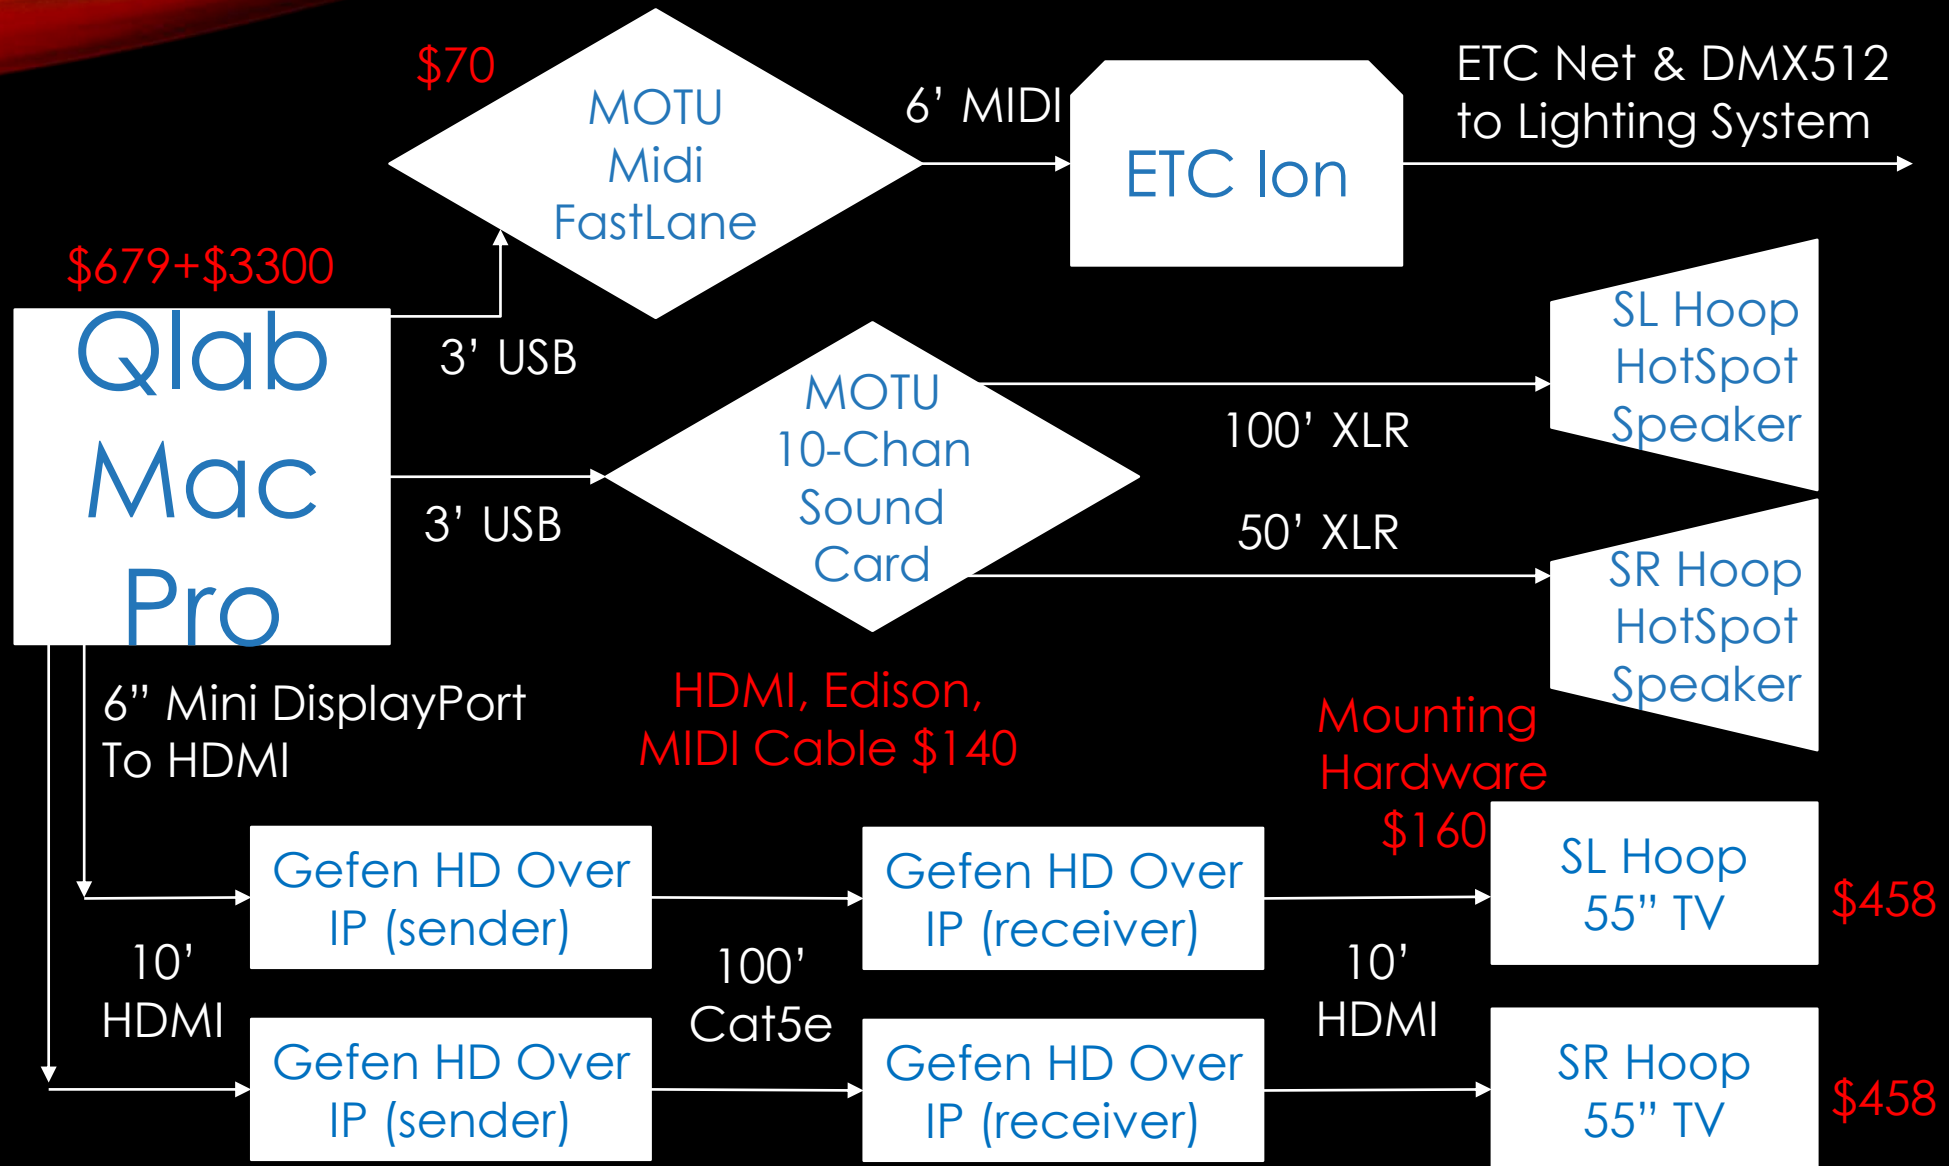 $70
MOTU
Midi
FastLane
6’ MIDI
ETC Ion
ETC Net & DMX512
to Lighting System
$679+$3300
Qlab
Mac
Pro
3’ USB
3’ USB
MOTU
10-Chan
Sound
Card
100’ XLR
50’ XLR
SL Hoop
HotSpot
Speaker
SR Hoop
HotSpot
Speaker
6” Mini DisplayPort
To HDMI
HDMI, Edison,
MIDI Cable $140
Mounting
Hardware
$160
Gefen HD Over
IP (sender)
Gefen HD Over
IP (receiver)
SL Hoop
55” TV
$458
10’
HDMI
100’
Cat5e
10’
HDMI
Gefen HD Over
IP (sender)
Gefen HD Over
IP (receiver)
SR Hoop
55” TV
$458